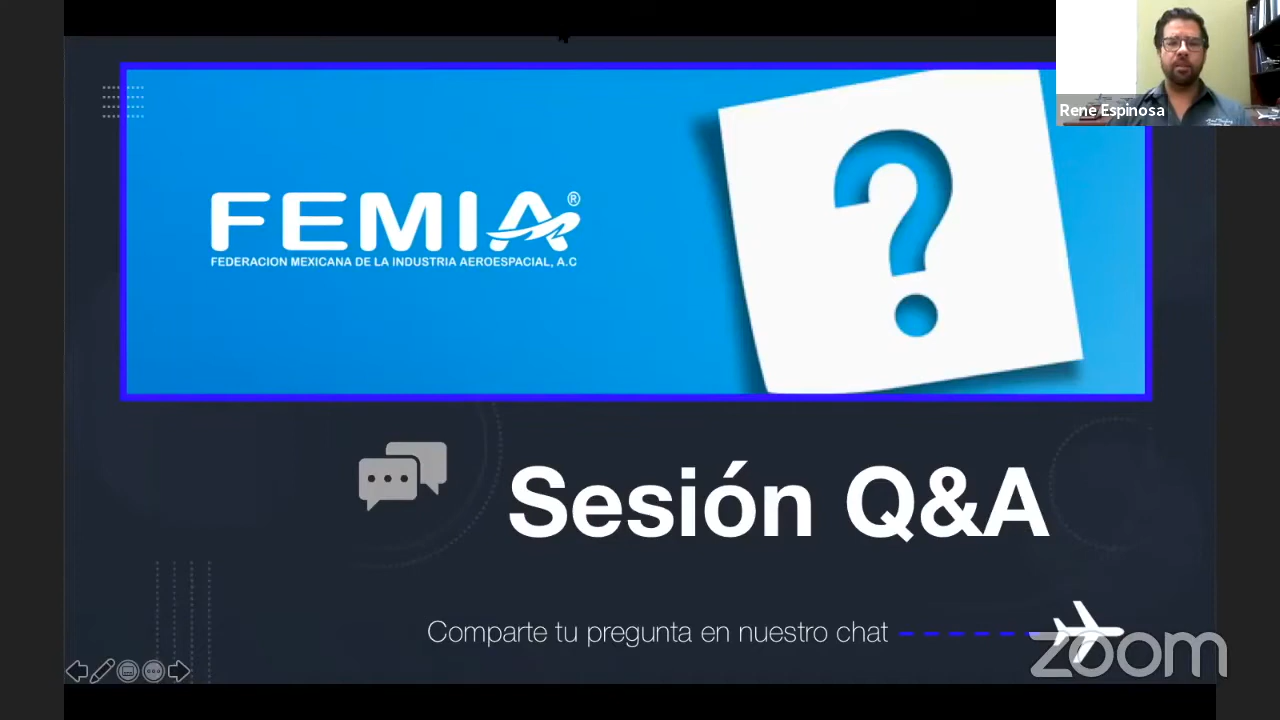 Rene Espinosa
FEMIA®
FEDERACION MEXICANA DE LA INDUSTRIA AEROESPACIAL, A.C
?
Sesión Q&A
Comparte tu pregunta en nuestro chat
zoom